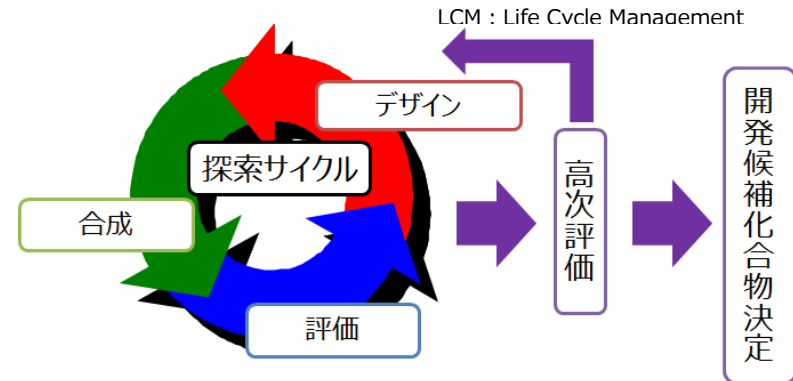 LCM：Life Cycle Management
デザイン
探索サイクル
合成
評価
高次評価
開発候補化合物決定